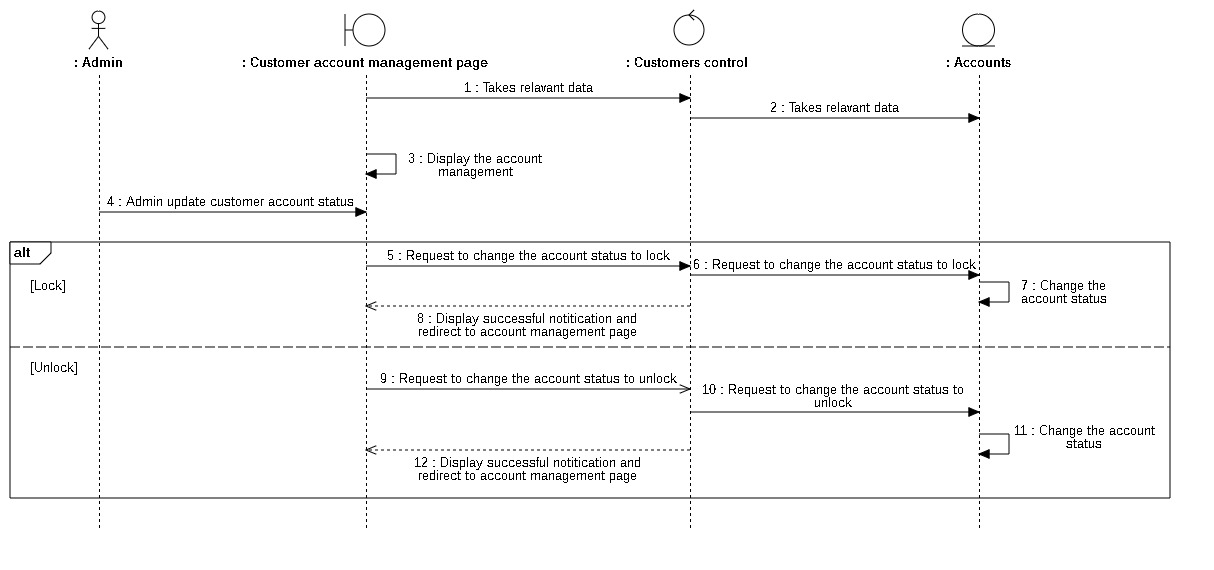 : Admin
: Customer account management page
: Customers control
: Accounts
1 : Takes relavant data
2 : Takes relavant data
3 : Display the account
management
4 : Admin update customer account status
alt
5 : Request to change the account status to lock
6 : Request to change the account status to lock
[Lock]
7 : Change the
account status
8 : Display successful notitication and
redirect to account management page
[Unlock]
9 : Request to change the account status to unlock
10 : Request to change the account status to
unlock
11 : Change the account
status
12 : Display successful notitication and
redirect to account management page